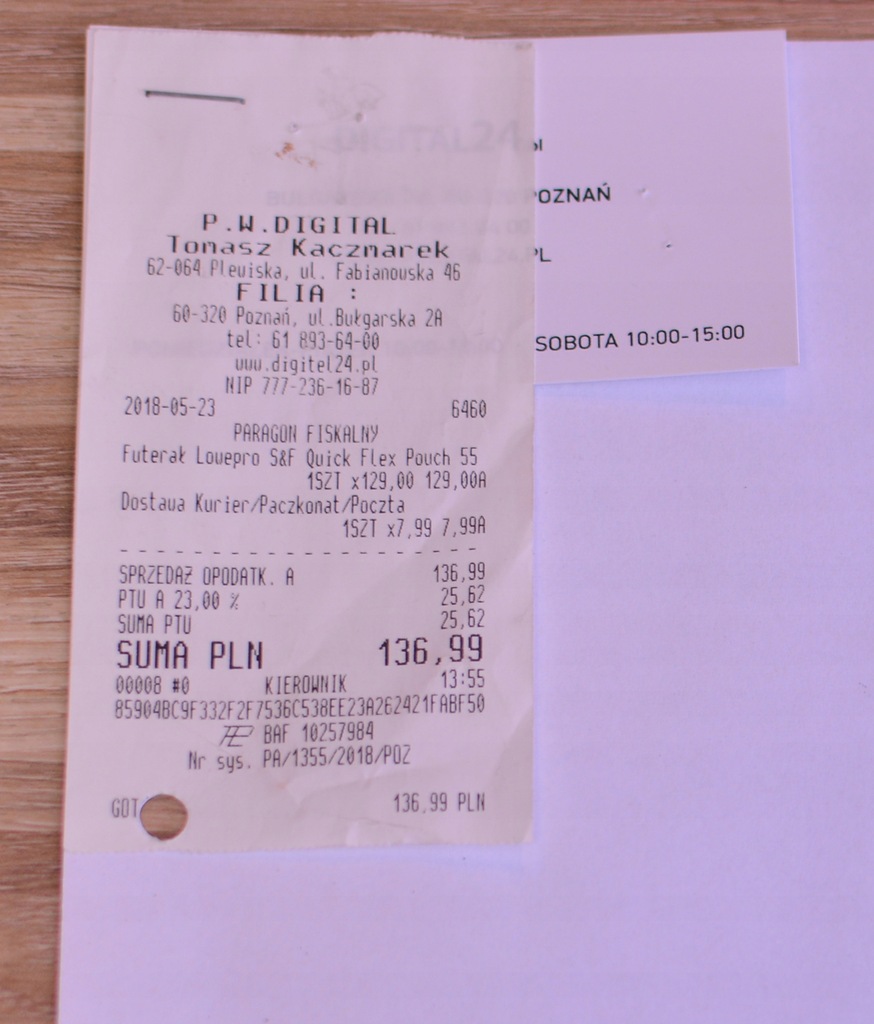 DIGITAL24
pl
POZNAŃ
PL
SOBOTA 10:00-15:00
P.W.DIGITAL
Tomasz Kaczmarek
62-064 Plewiska, ul. Fabianowska 46
FILIA :
60-320 Poznań, ul.Bułgarska 2A
tel: 61 893-64-00
www.digitel24.pl
NIP 777-236-16-87
2018-05-23 6460
PARAGON FISKALNY
Futerał Lowepro S&F Quick Flex Pouch 55
1SZT x129,00 129,00A
Dostawa Kurier/Paczkomat/Poczta
1SZT x7,99 7,99A
SPRZEDAŻ OPODATK. A 136,99
PTU A 23,00 % 25,62
SUMA PTU 25,62
SUMA PLN 136,99
00008 #0 KIEROWNIK 13:55
85904BC9F332F2F7536C538EE23A262421FABF50
BAF 10257984
Nr sys. PA/1355/2018/POZ
GOT 136,99 PLN